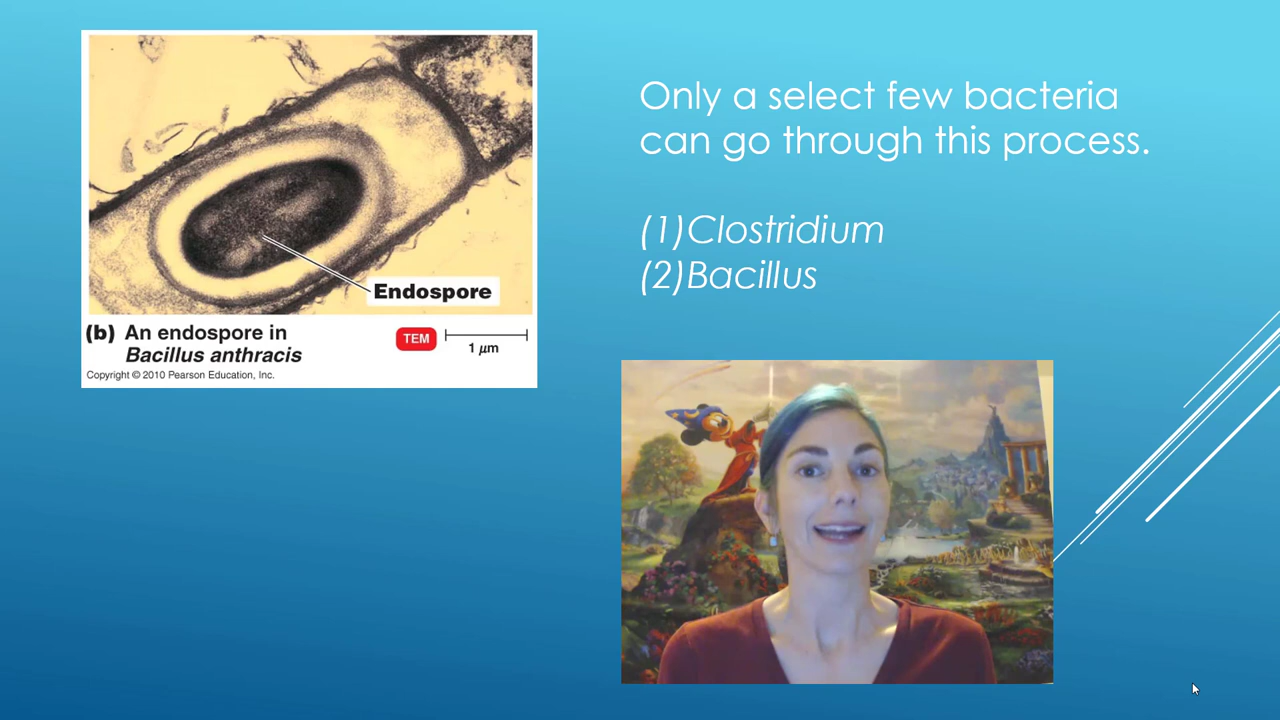 Only a select few bacteria
can go through this process.
(1)Clostridium
(2)Bacillus
Endospore
(b) An endospore in
Bacillus anthracis
TEM
1 μm
Copyright © 2010 Pearson Education, Inc.